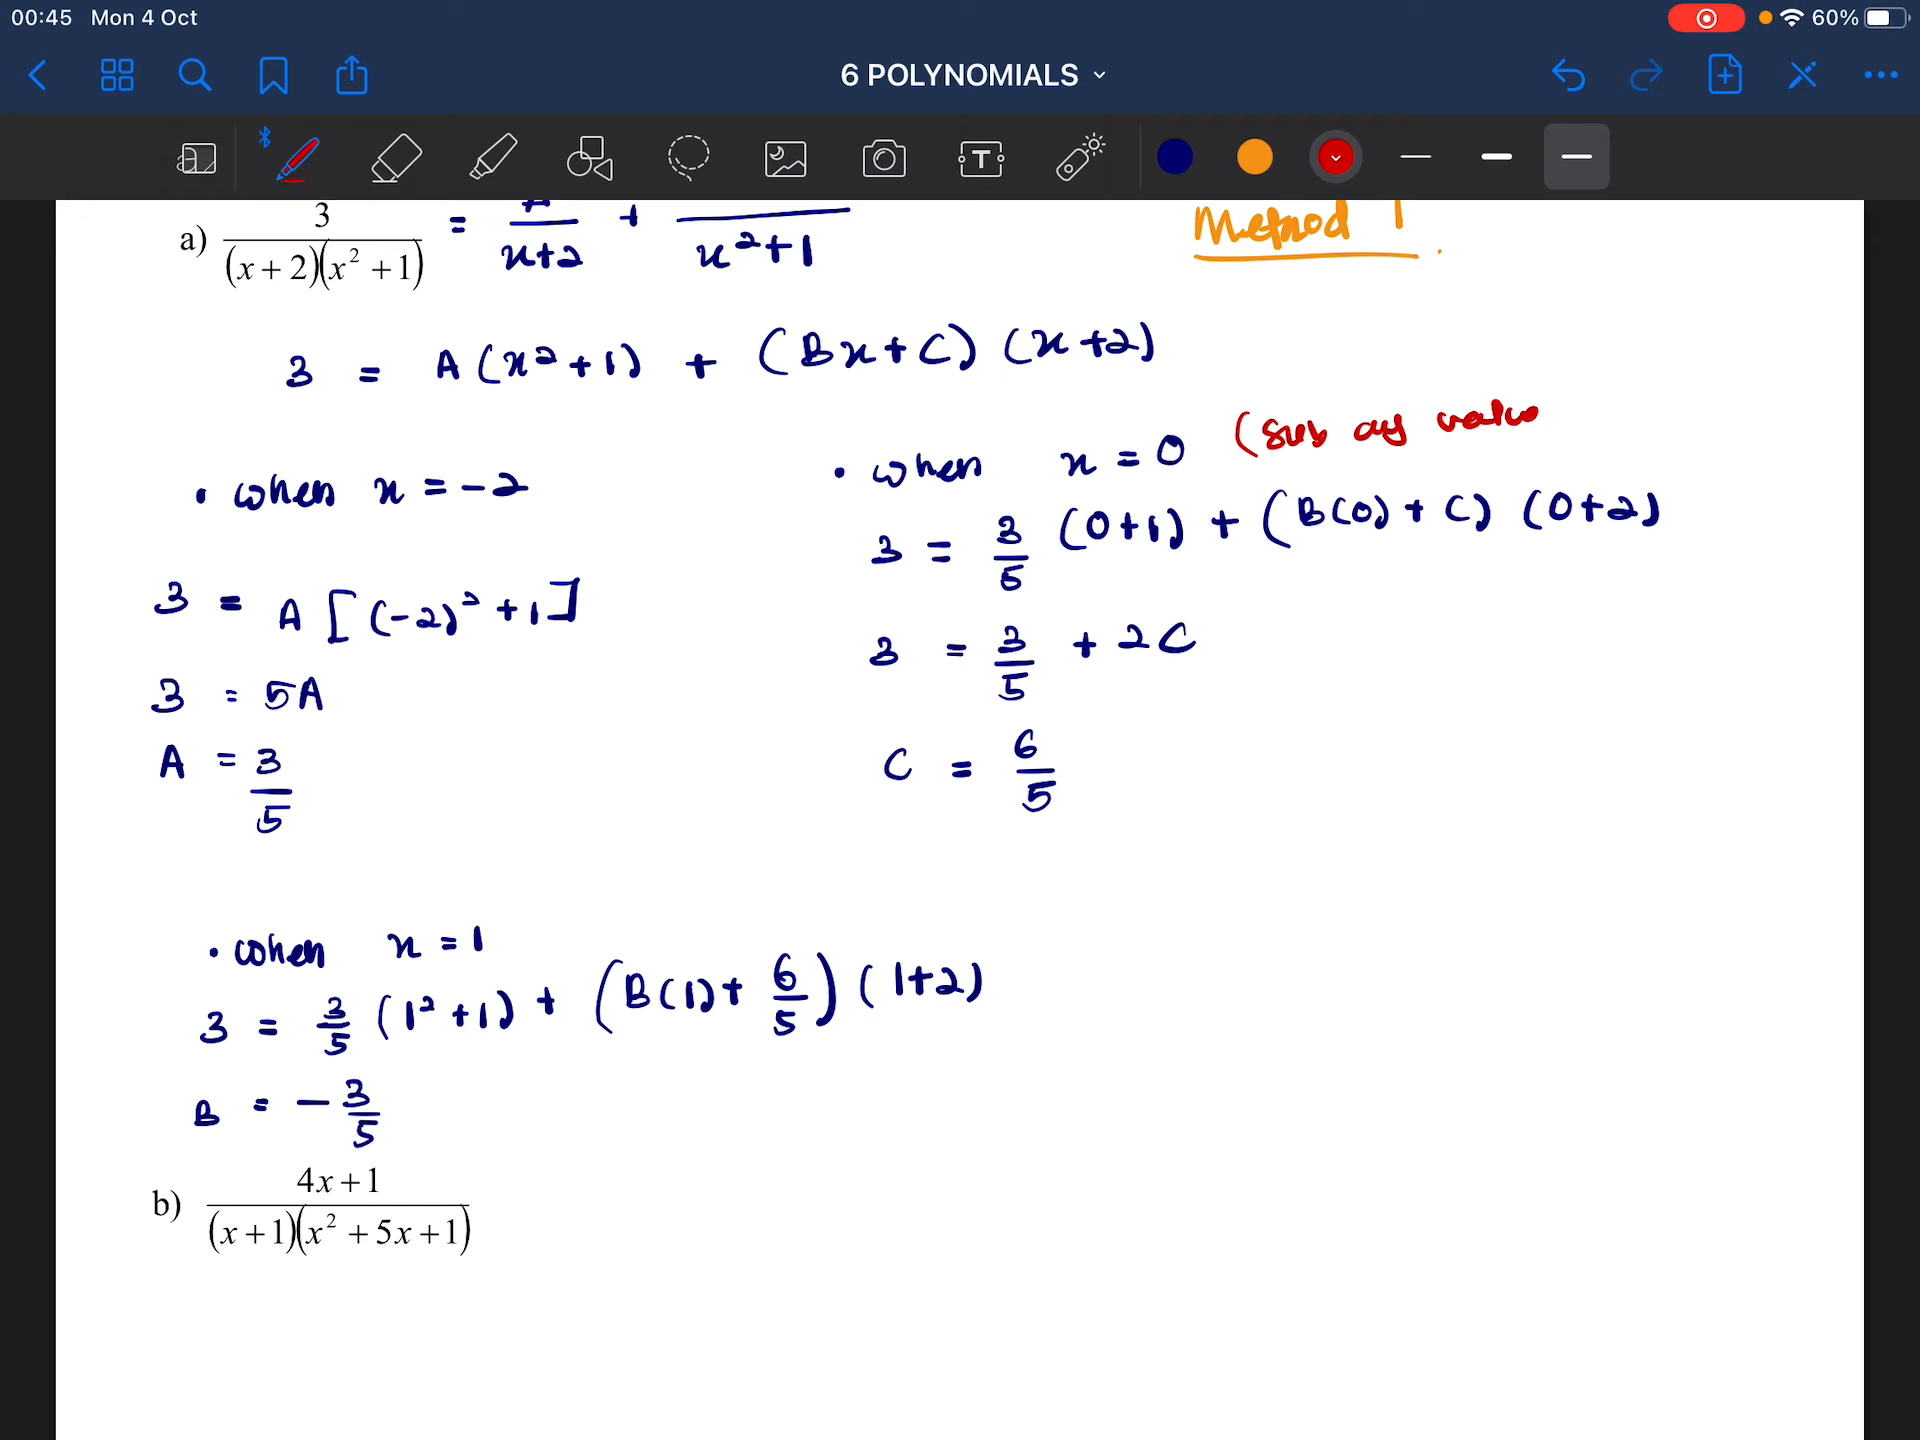 00:45 Mon 4 Oct 60%
6 POLYNOMIALS
a) 3/((x+2)(x²+1)) = A/(x+2) + /(x²+1)
Method 1
3 = A(x²+1) + (Bx+C)(x+2)
• when x = -2
3 = A[(-2)²+1]
3 = 5A
A = 3/5
• when x = 0 (sub any value
3 = 3/5 (0+1) + (B(0)+C)(0+2)
3 = 3/5 + 2C
C = 6/5
• when x = 1
3 = 3/5 (1²+1) + (B(1)+6/5)(1+2)
B = -3/5
b) (4x+1)/((x+1)(x²+5x+1))